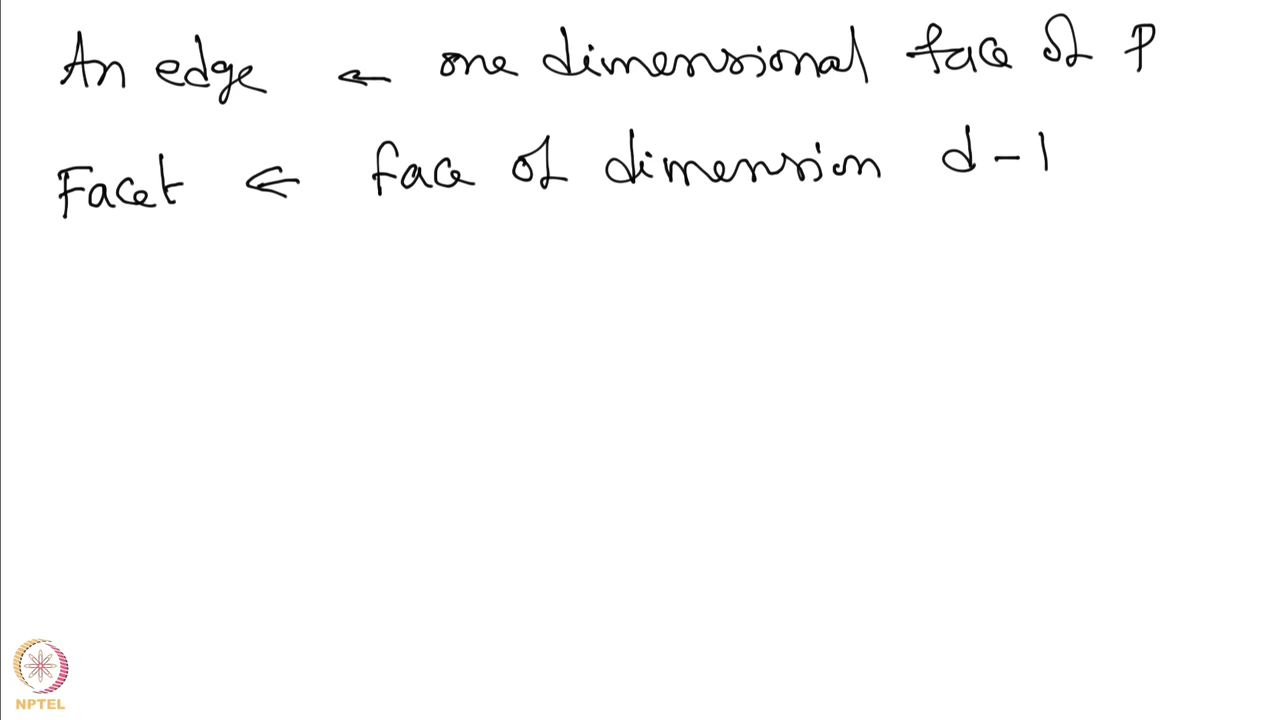 An edge ← one dimensional face of P
Facet ← face of dimension d-1
NPTEL